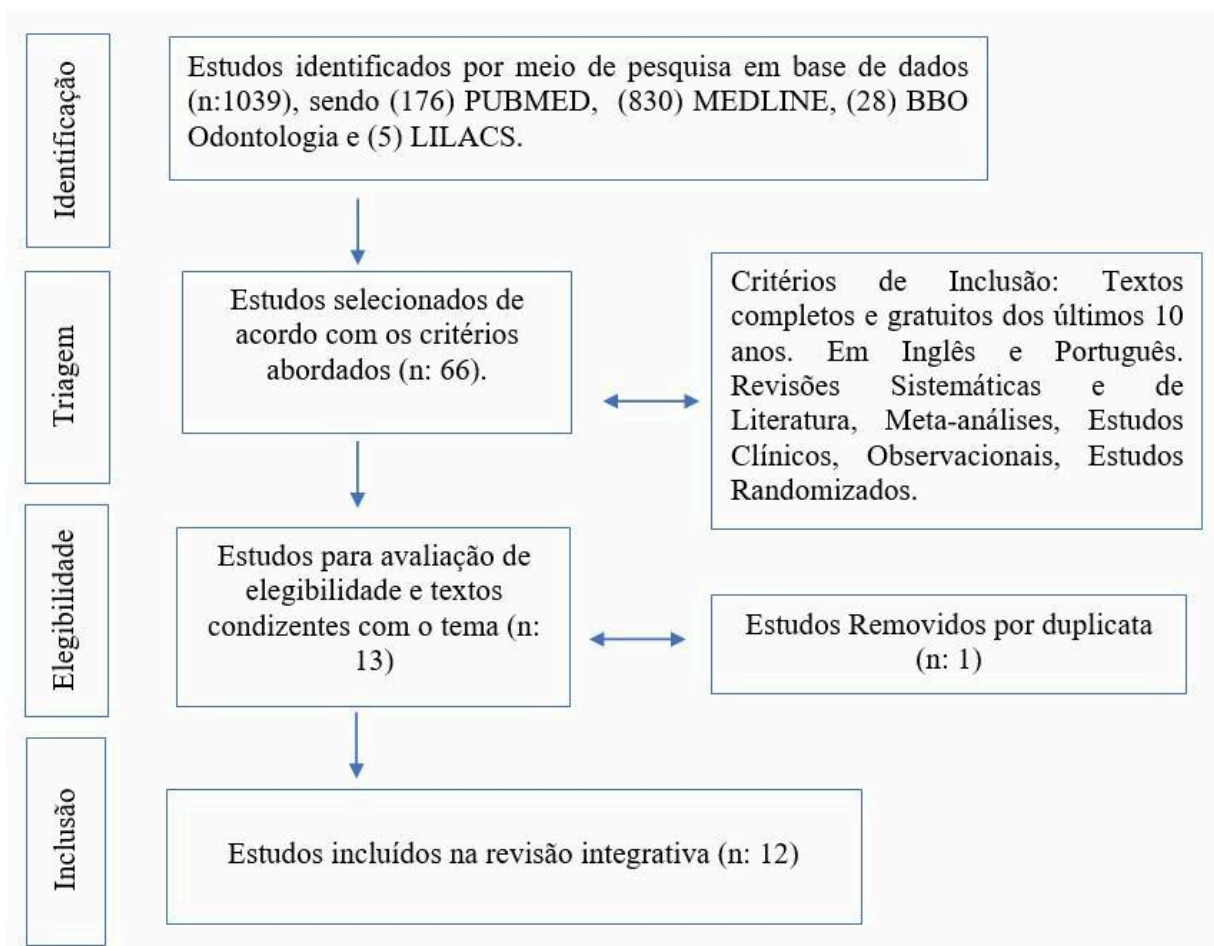 Identificação
Estudos identificados por meio de pesquisa em base de dados
(n:1039), sendo (176) PUBMED, (830) MEDLINE, (28) BBO
Odontologia e (5) LILACS.
Triagem
Estudos selecionados de
acordo com os critérios
abordados (n: 66).
Critérios de Inclusão: Textos
completos e gratuitos dos últimos 10
anos. Em Inglês e Português.
Revisões Sistemáticas e de
Literatura, Meta-análises, Estudos
Clínicos, Observacionais, Estudos
Randomizados.
Elegibilidade
Estudos para avaliação de
elegibilidade e textos
condizentes com o tema (n:
13)
Estudos Removidos por duplicata
(n: 1)
Inclusão
Estudos incluídos na revisão integrativa (n: 12)